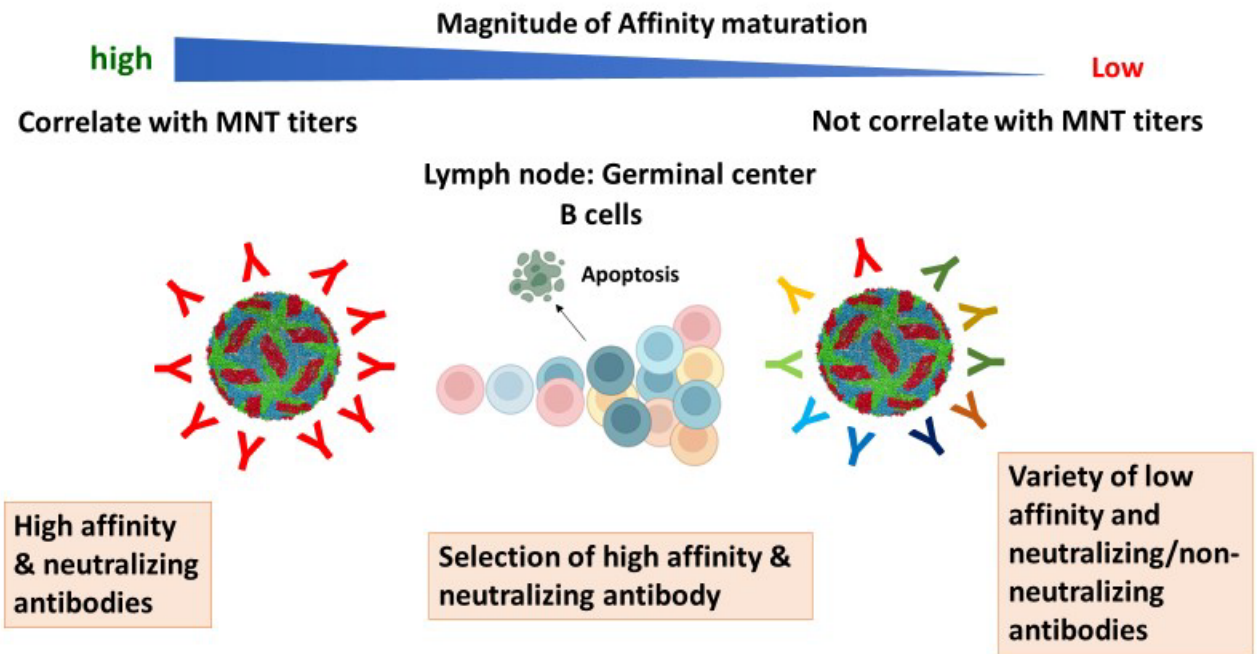 Magnitude of Affinity maturation
high
Low
Correlate with MNT titers
Not correlate with MNT titers
Lymph node: Germinal center
B cells
Apoptosis
High affinity
& neutralizing
antibodies
Selection of high affinity &
neutralizing antibody
Variety of low
affinity and
neutralizing/non-
neutralizing
antibodies